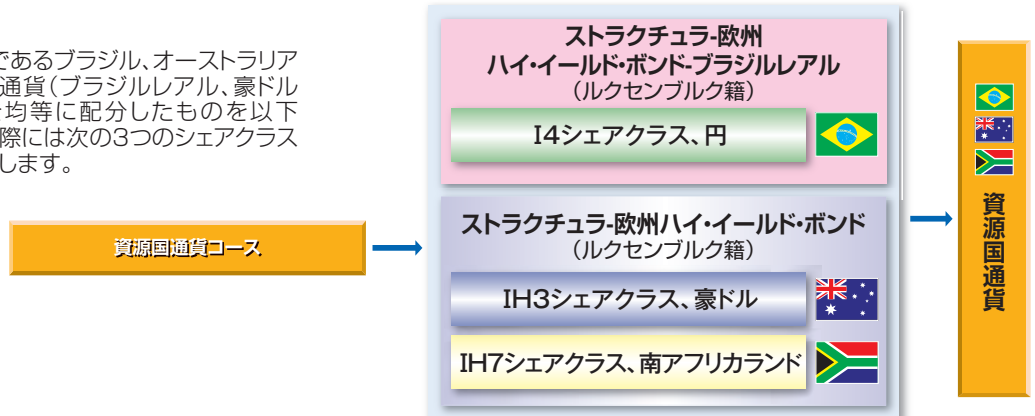 であるブラジル、オーストラリア
通貨（ブラジルレアル、豪ドル
均等に配分したものを以下
際には次の3つのシェアクラス
します。
資源国通貨コース
ストラクチュラ-欧州
ハイ・イールド・ボンド-ブラジルレアル
（ルクセンブルク籍）
I4シェアクラス、円
ストラクチュラ-欧州ハイ・イールド・ボンド
（ルクセンブルク籍）
IH3シェアクラス、豪ドル
IH7シェアクラス、南アフリカランド
資源国通貨